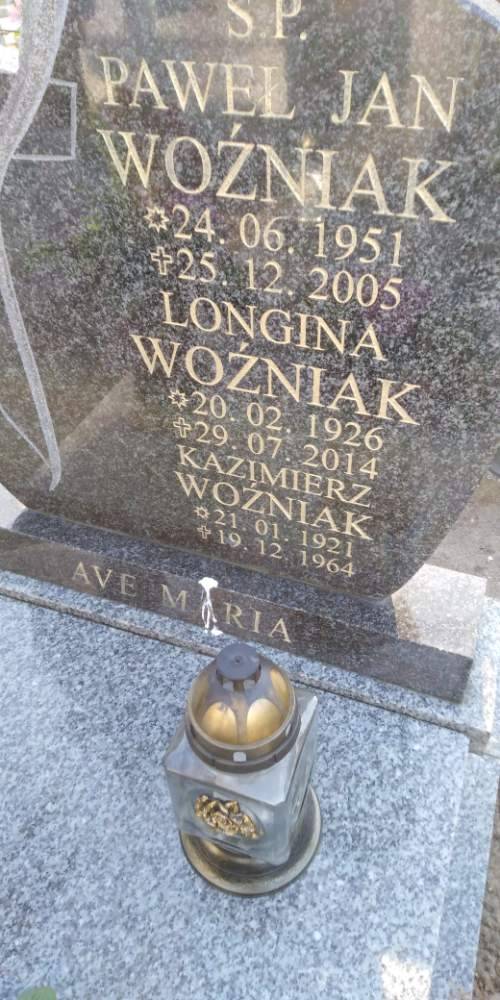 Ś.P.
PAWEŁ JAN
WOŹNIAK
24. 06. 1951
✝25. 12. 2005
LONGINA
WOŹNIAK
20. 02. 1926
✝29. 07. 2014
KAZIMIERZ
WOŹNIAK
21. 01. 1921
✝19. 12. 1964
AVE MARIA